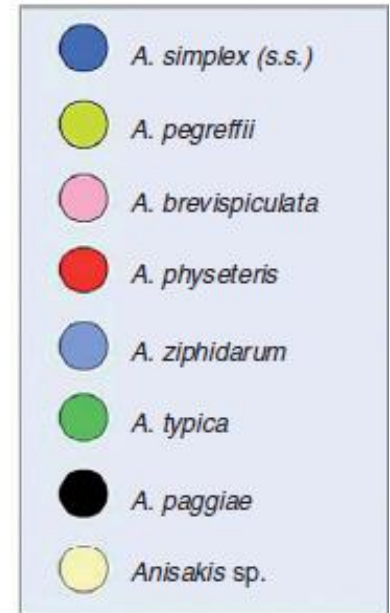 A. simplex (s.s.)
A. pegreffii
A. brevispiculata
A. physeteris
A. ziphidarum
A. typica
A. paggiae
Anisakis sp.